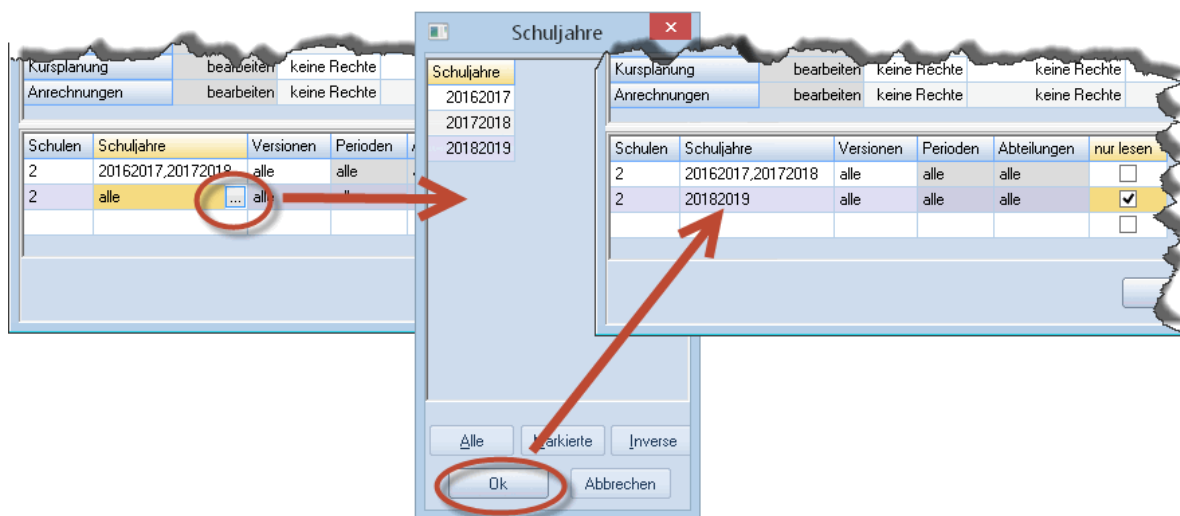 Kursplanung bearbeiten keine Rechte
Anrechnungen bearbeiten keine Rechte
Schulen Schuljahre Versionen Perioden
2 20162017,20172018 alle alle
2 alle ... alle
Schuljahre
Schuljahre
20162017
20172018
20182019
Alle Markierte Inverse
Ok Abbrechen
Kursplanung bearbeiten keine Rechte keine Rechte
Anrechnungen bearbeiten keine Rechte keine Rechte
Schulen Schuljahre Versionen Perioden Abteilungen nur lesen
2 20162017,20172018 alle alle alle
2 20182019 alle alle alle